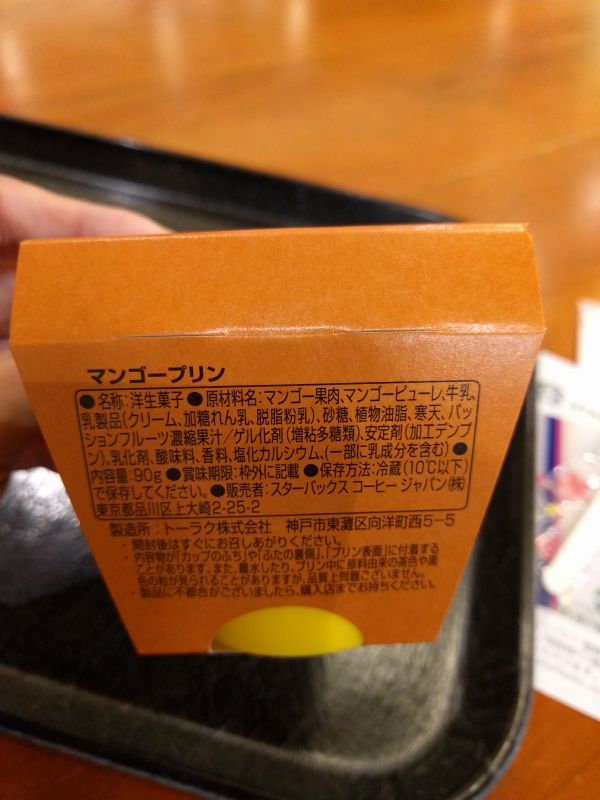 マンゴープリン
●名称:洋生菓子 ●原材料名:マンゴー果肉、マンゴーピューレ、牛乳、
乳製品(クリーム、加糖れん乳、脱脂粉乳)、砂糖、植物油脂、寒天、パッ
ションフルーツ濃縮果汁/ゲル化剤(増粘多糖類)、安定剤(加工デンプ
ン)、乳化剤、酸味料、香料、塩化カルシウム、(一部に乳成分を含む) ●
内容量:90g ●賞味期限:枠外に記載 ●保存方法:冷蔵(10℃以下)
で保存してください。●販売者:スターバックス コーヒー ジャパン(株)
東京都品川区上大崎2-25-2
製造所:トーラク株式会社 神戸市東灘区向洋町西5-5
・開封後はすぐにお召しあがりください。
・内容物が「カップのふち」や「ふたの裏側」、「プリン表面」に付着する
ことがあります。また、離水したり、プリン中に原料由来の茶色や黒
色の粒が見られることがありますが、品質上問題ございません。
・製品に不都合がございましたら、購入店までお持ちください。